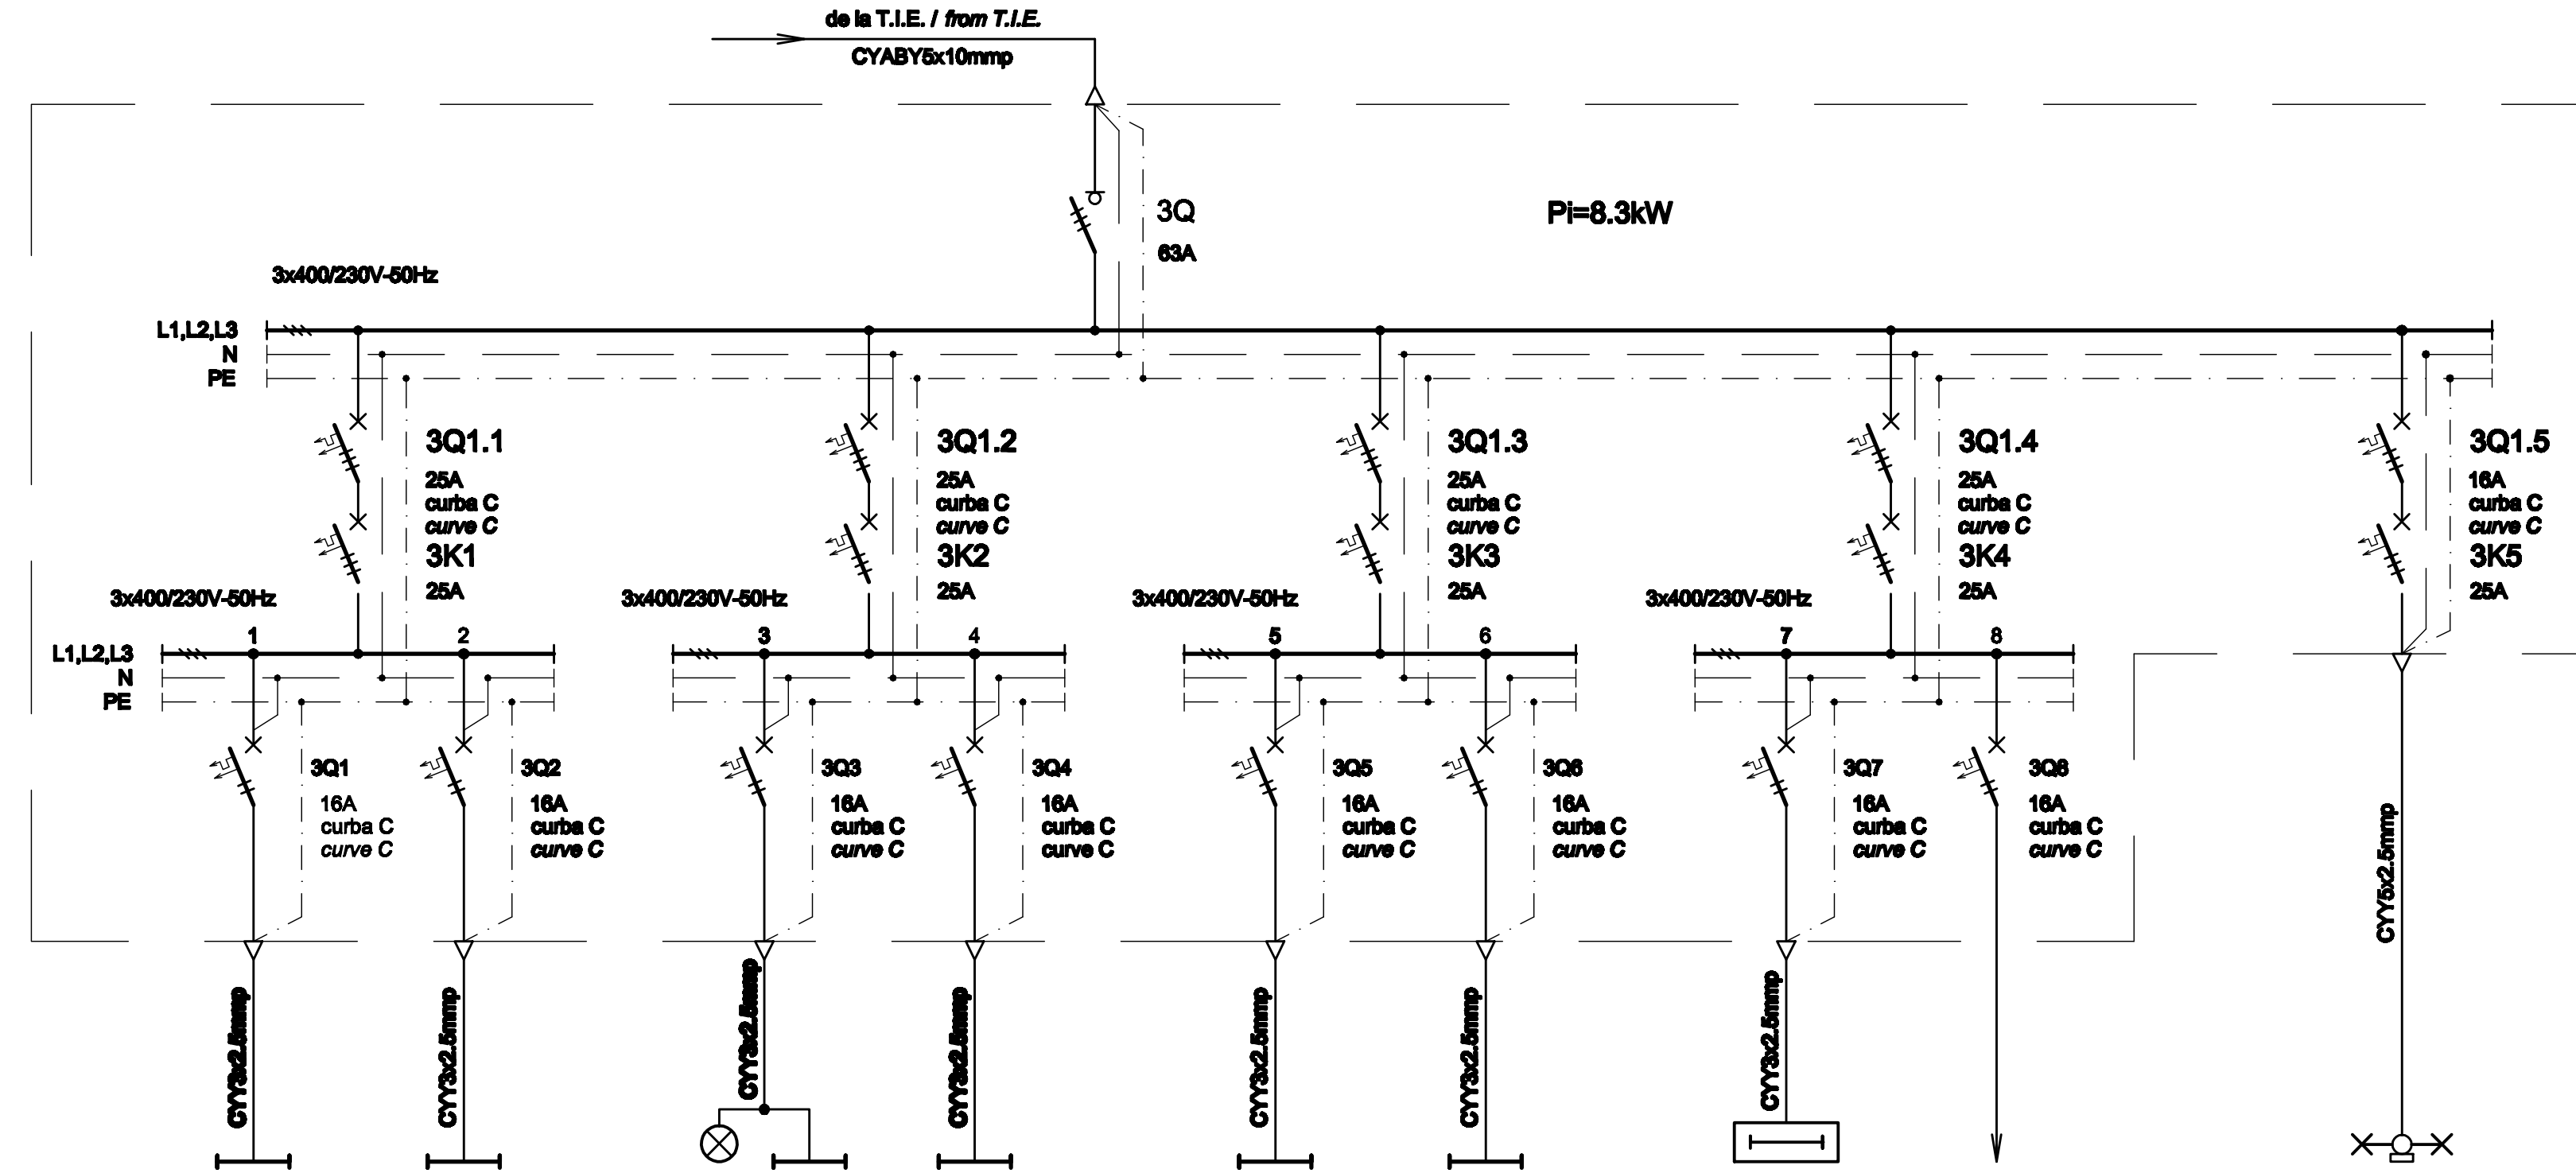 de la T.I.E. / from T.I.E.
CYABY5x10mmp
3Q
63A
Pi=8.3kW
3x400/230V-50Hz
L1,L2,L3
N
PE
3Q1.1
25A
curba C
curve C
3K1
25A
3Q1.2
25A
curba C
curve C
3K2
25A
3Q1.3
25A
curba C
curve C
3K3
25A
3Q1.4
25A
curba C
curve C
3K4
25A
3Q1.5
16A
curba C
curve C
3K5
25A
3x400/230V-50Hz
3x400/230V-50Hz
3x400/230V-50Hz
3x400/230V-50Hz
L1,L2,L3
N
PE
1
2
3
4
5
6
7
8
3Q1
16A
curba C
curve C
3Q2
16A
curba C
curve C
3Q3
16A
curba C
curve C
3Q4
16A
curba C
curve C
3Q5
16A
curba C
curve C
3Q6
16A
curba C
curve C
3Q7
16A
curba C
curve C
3Q8
16A
curba C
curve C
CYY3x2.5mmp
CYY3x2.5mmp
CYY3x2.5mmp
CYY3x2.5mmp
CYY3x2.5mmp
CYY3x2.5mmp
CYY3x2.5mmp
CYY5x2.5mmp